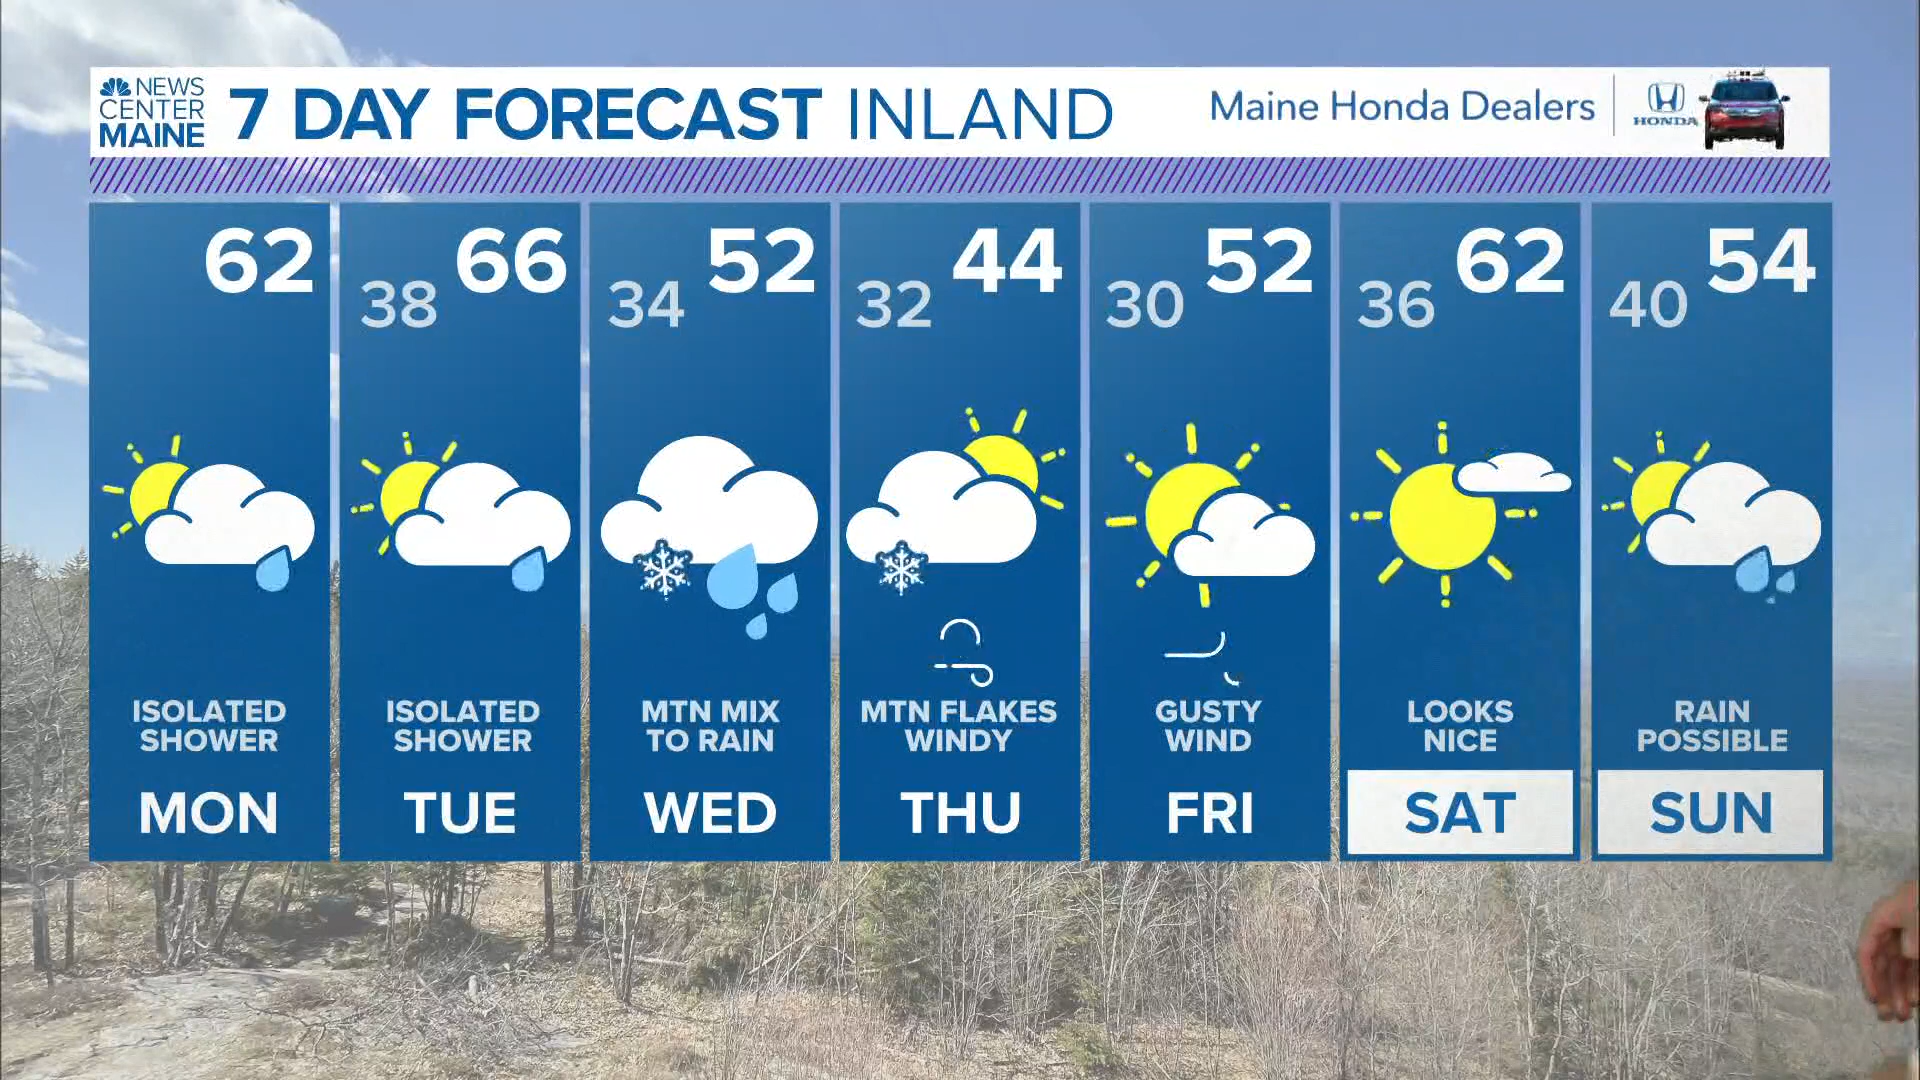 NEWS
CENTER
MAINE
7 DAY FORECAST INLAND
Maine Honda Dealers
HONDA
62
38 66
34 52
32 44
30 52
36 62
40 54
ISOLATED
SHOWER
MON
ISOLATED
SHOWER
TUE
MTN MIX
TO RAIN
WED
MTN FLAKES
WINDY
THU
GUSTY
WIND
FRI
LOOKS
NICE
SAT
RAIN
POSSIBLE
SUN